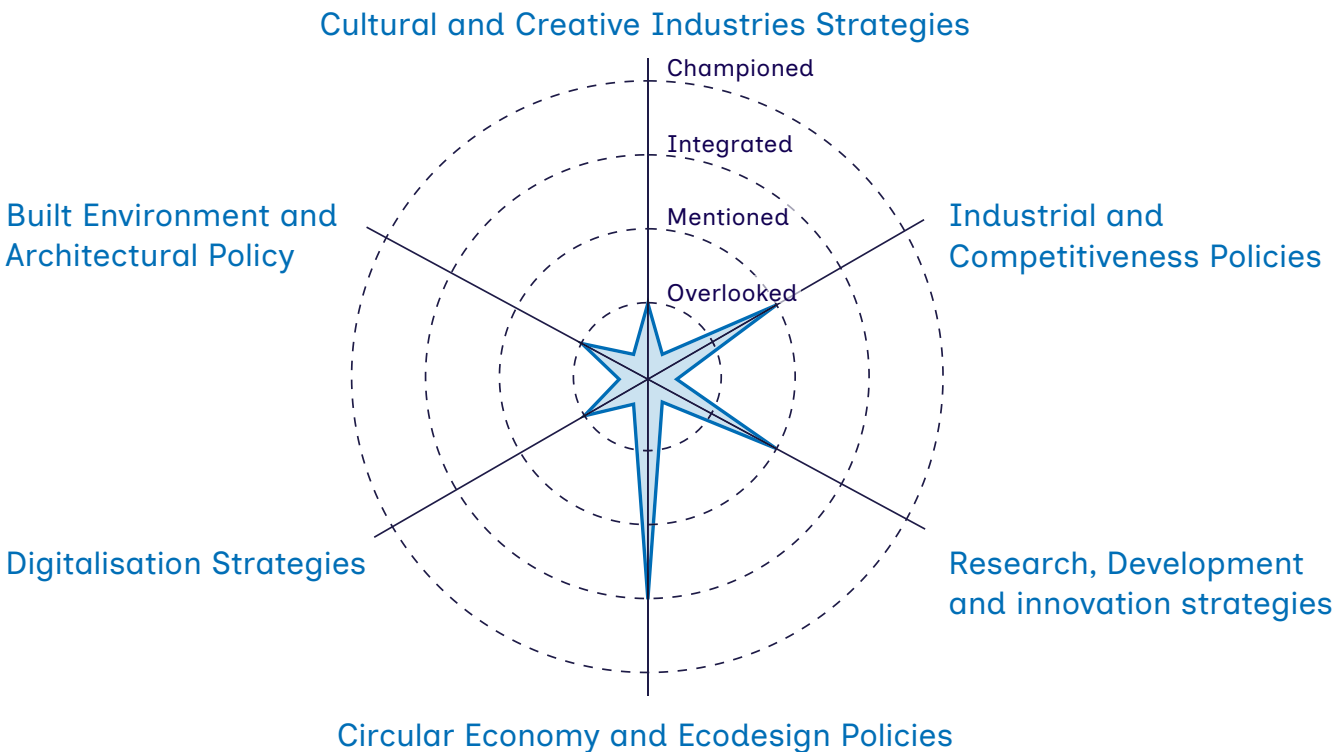 Cultural and Creative Industries Strategies
Championed
Integrated
Mentioned
Overlooked
Built Environment and
Architectural Policy
Industrial and
Competitiveness Policies
Digitalisation Strategies
Research, Development
and innovation strategies
Circular Economy and Ecodesign Policies